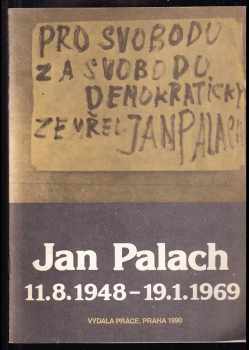 PRO SVOBODU
ZA SVOBODU
DEMOKRATICKY
ZEMŘEL JAN PALACH
Jan Palach
11.8.1948 – 19.1.1969
VYDALA PRÁCE, PRAHA 1990